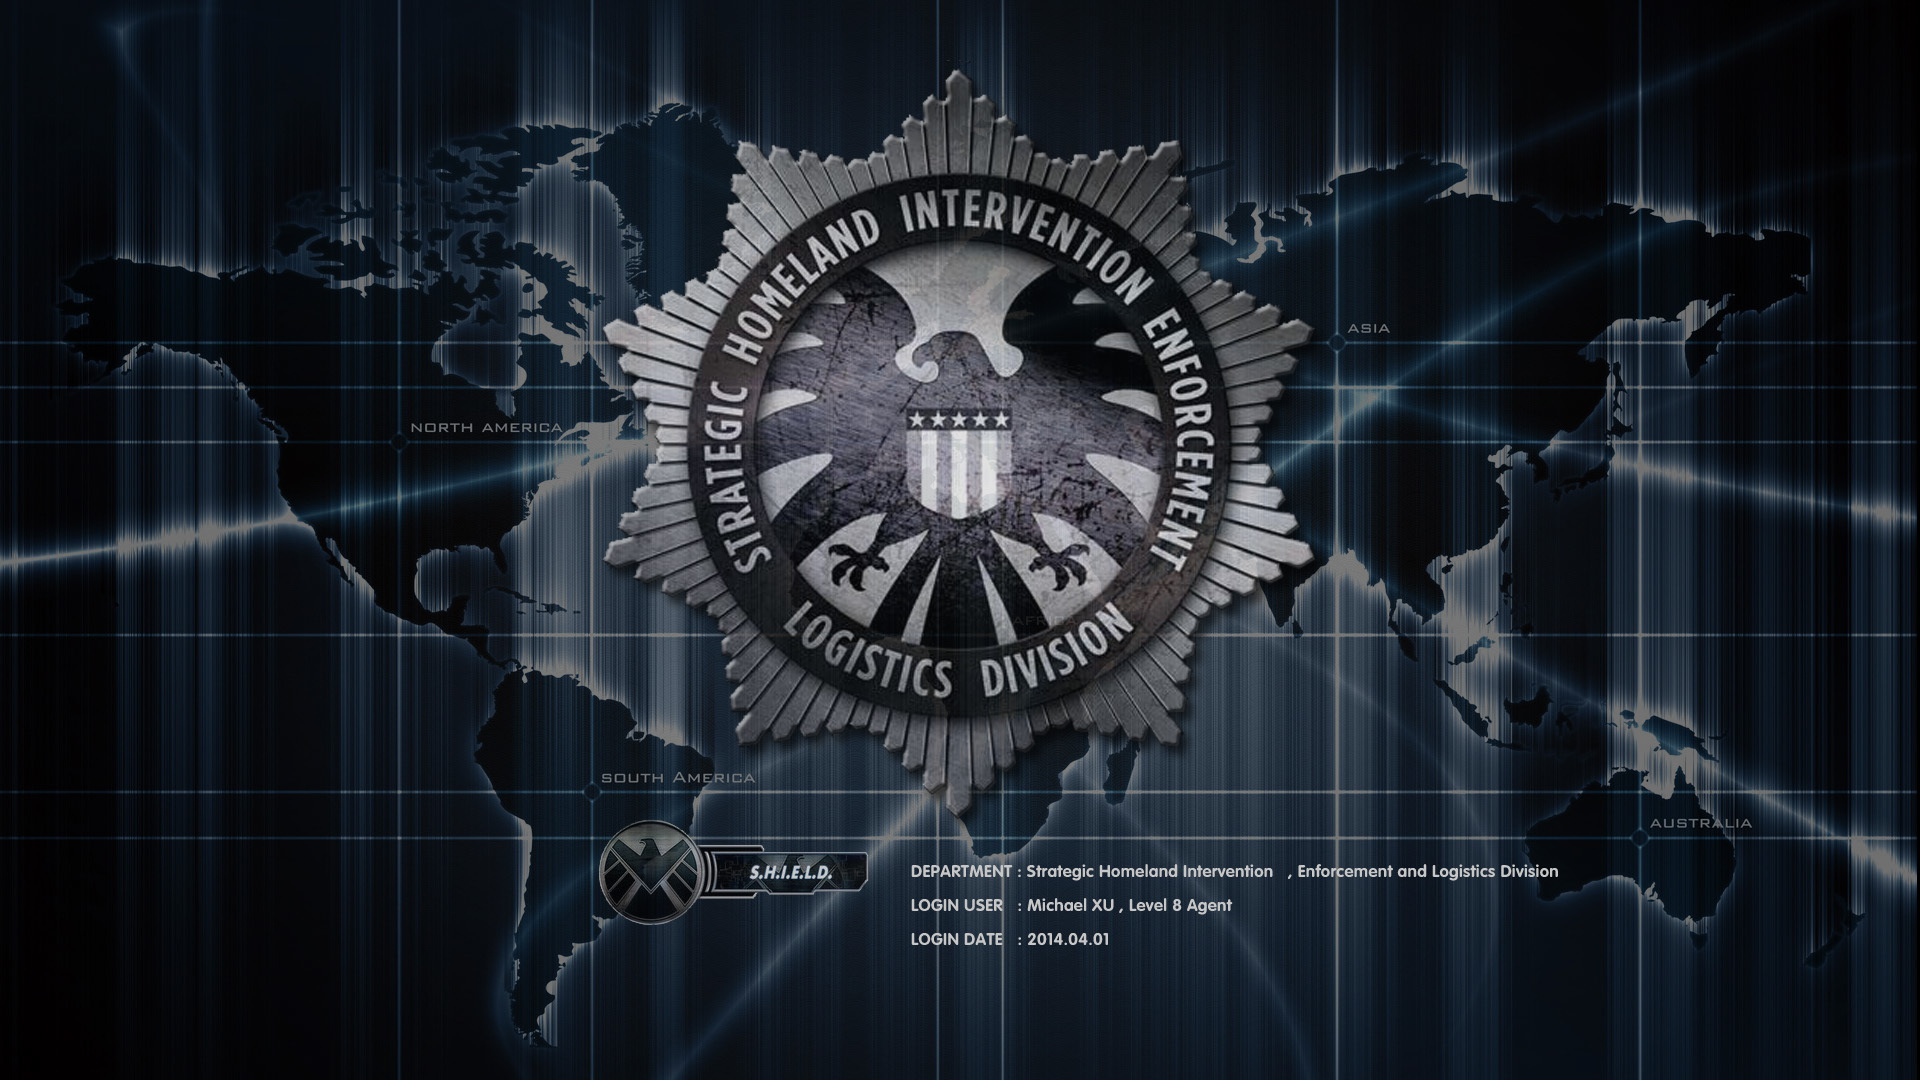 STRATEGIC HOMELAND INTERVENTION ENFORCEMENT
LOGISTICS DIVISION
ASIA
NORTH AMERICA
AFRICA
SOUTH AMERICA
AUSTRALIA
S.H.I.E.L.D.
DEPARTMENT : Strategic Homeland Intervention , Enforcement and Logistics Division
LOGIN USER : Michael XU , Level 8 Agent
LOGIN DATE : 2014.04.01